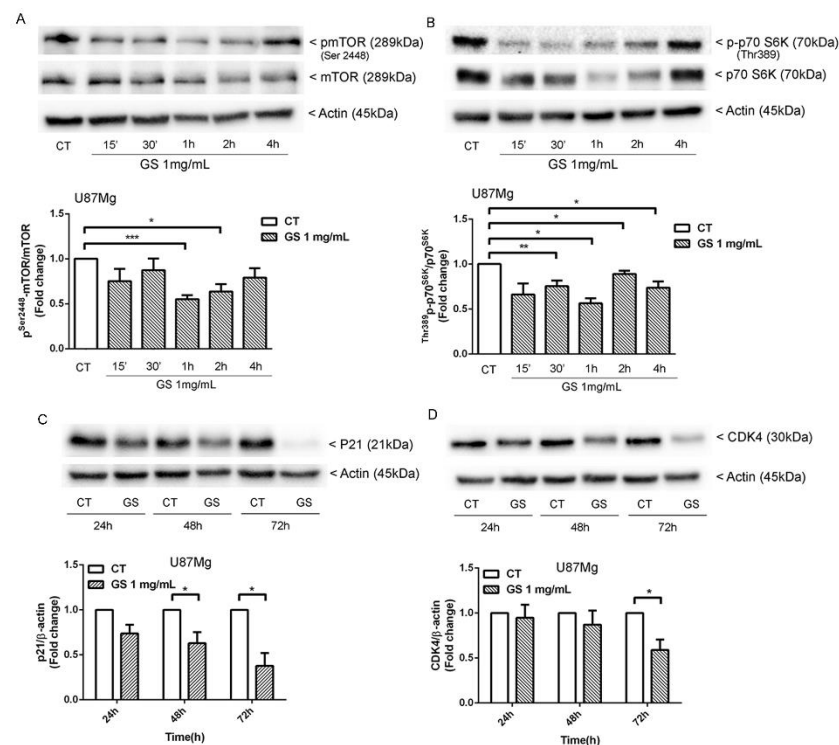 A
< pmTOR (289kDa)
(Ser 2448)
< mTOR (289kDa)
< Actin (45kDa)
CT 15' 30' 1h 2h 4h
GS 1mg/mL
U87Mg
CT
GS 1 mg/mL
*
***
1.0
0.5
0.0
pSer2448-mTOR/mTOR
(Fold change)
CT 15' 30' 1h 2h 4h
GS 1mg/mL
B
< p-p70 S6K (70kDa)
(Thr389)
< p70 S6K (70kDa)
< Actin (45kDa)
CT 15' 30' 1h 2h 4h
GS 1mg/mL
U87Mg
CT
GS 1 mg/mL
*
*
*
**
1.5
1.0
0.5
0.0
Thr389p-p70S6K/p70S6K
(Fold change)
CT 15' 30' 1h 2h 4h
GS 1mg/mL
C
< P21 (21kDa)
< Actin (45kDa)
CT GS CT GS CT GS
24h 48h 72h
U87Mg
CT
GS 1 mg/mL
* *
1.5
1.0
0.5
0.0
p21/β-actin
(Fold change)
24h 48h 72h
Time(h)
D
< CDK4 (30kDa)
< Actin (45kDa)
CT GS CT GS CT GS
24h 48h 72h
U87Mg
CT
GS 1 mg/mL
*
1.5
1.0
0.5
0.0
CDK4/β-actin
(Fold change)
24h 48h 72h
Time(h)